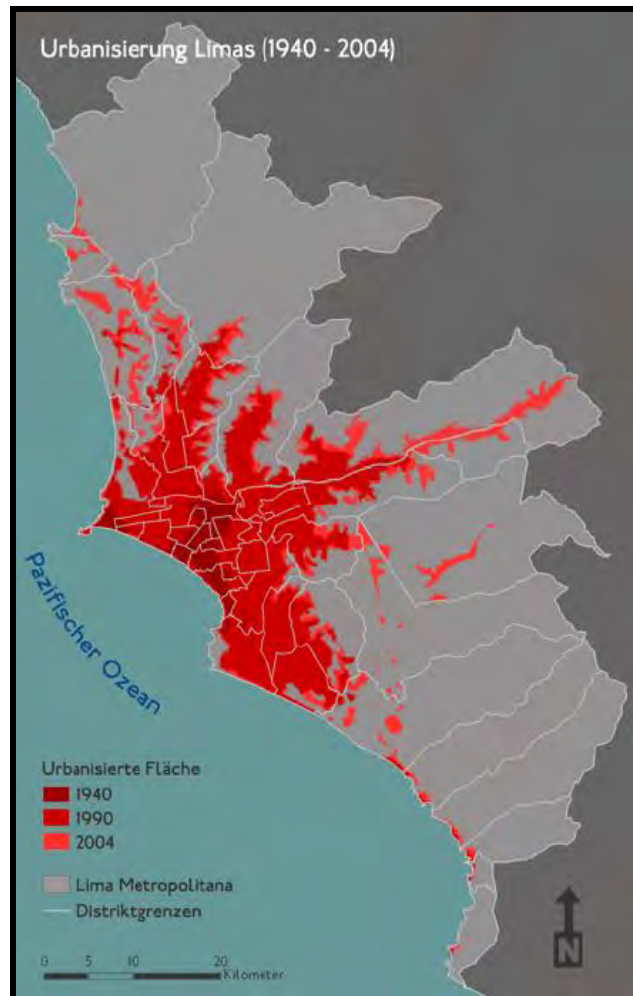 Urbanisierung Limas (1940 - 2004)
Pazifischer Ozean
Urbanisierte Fläche
1940
1990
2004
Lima Metropolitana
Distriktgrenzen
0 5 10 20
Kilometer
N